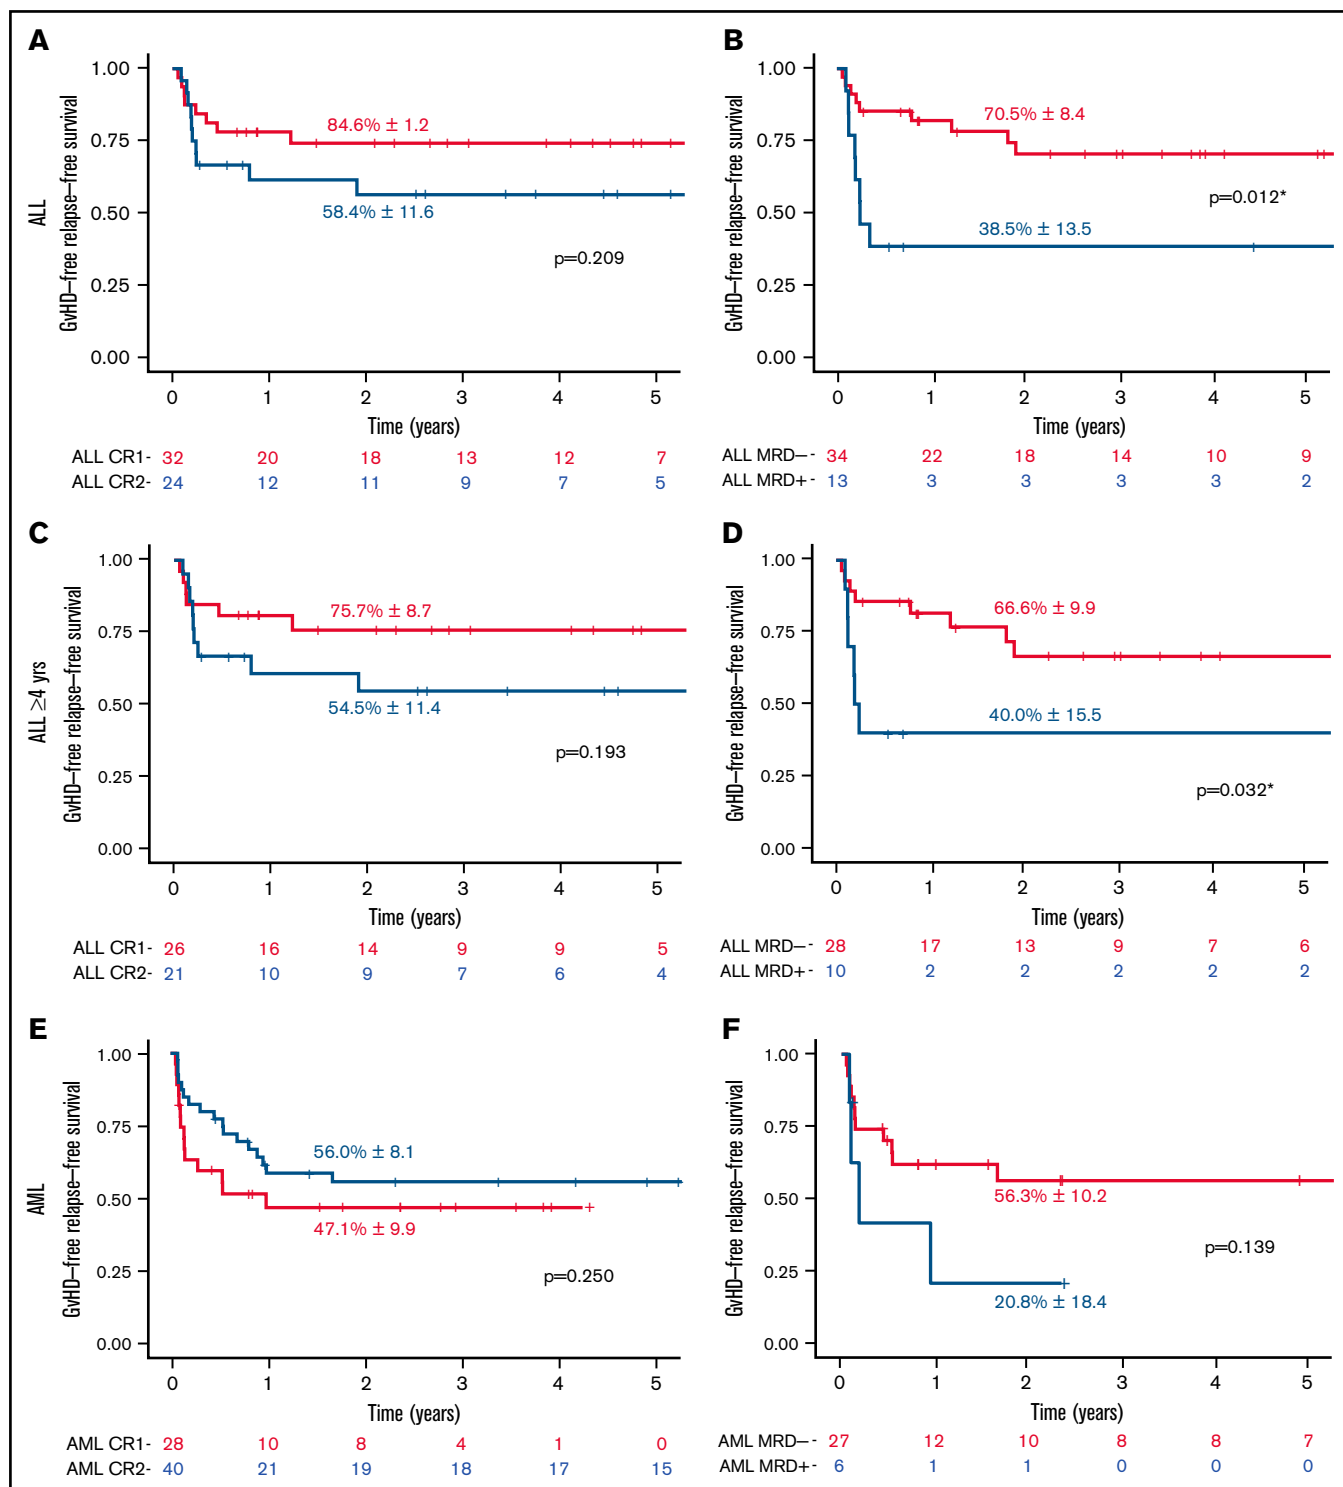 A
ALL
GvHD–free relapse–free survival
1.00
0.75
0.50
0.25
0.00
84.6% ± 1.2
58.4% ± 11.6
p=0.209
0 1 2 3 4 5
Time (years)
ALL CR1- 32 20 18 13 12 7
ALL CR2- 24 12 11 9 7 5
B
GvHD–free relapse–free survival
1.00
0.75
0.50
0.25
0.00
70.5% ± 8.4
p=0.012*
38.5% ± 13.5
0 1 2 3 4 5
Time (years)
ALL MRD–- 34 22 18 14 10 9
ALL MRD+- 13 3 3 3 3 2
C
ALL ≥4 yrs
GvHD–free relapse–free survival
1.00
0.75
0.50
0.25
0.00
75.7% ± 8.7
54.5% ± 11.4
p=0.193
0 1 2 3 4 5
Time (years)
ALL CR1- 26 16 14 9 9 5
ALL CR2- 21 10 9 7 6 4
D
GvHD–free relapse–free survival
1.00
0.75
0.50
0.25
0.00
66.6% ± 9.9
40.0% ± 15.5
p=0.032*
0 1 2 3 4 5
Time (years)
ALL MRD–- 28 17 13 9 7 6
ALL MRD+- 10 2 2 2 2 2
E
AML
GvHD–free relapse–free survival
1.00
0.75
0.50
0.25
0.00
56.0% ± 8.1
47.1% ± 9.9
p=0.250
0 1 2 3 4 5
Time (years)
AML CR1- 28 10 8 4 1 0
AML CR2- 40 21 19 18 17 15
F
GvHD–free relapse–free survival
1.00
0.75
0.50
0.25
0.00
56.3% ± 10.2
p=0.139
20.8% ± 18.4
0 1 2 3 4 5
Time (years)
AML MRD–- 27 12 10 8 8 7
AML MRD+- 6 1 1 0 0 0